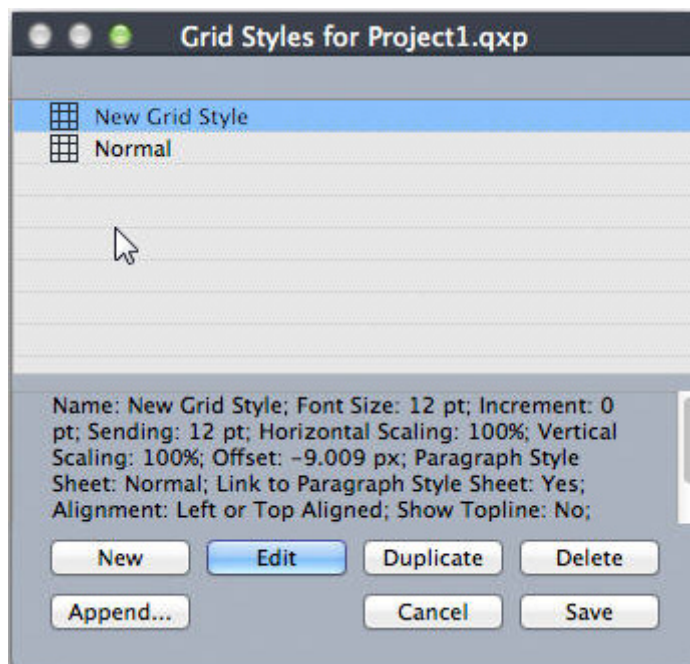 Grid Styles for Project1.qxp
New Grid Style
Normal
Name: New Grid Style; Font Size: 12 pt; Increment: 0
pt; Sending: 12 pt; Horizontal Scaling: 100%; Vertical
Scaling: 100%; Offset: -9.009 px; Paragraph Style
Sheet: Normal; Link to Paragraph Style Sheet: Yes;
Alignment: Left or Top Aligned; Show Topline: No;
New Edit Duplicate Delete
Append... Cancel Save